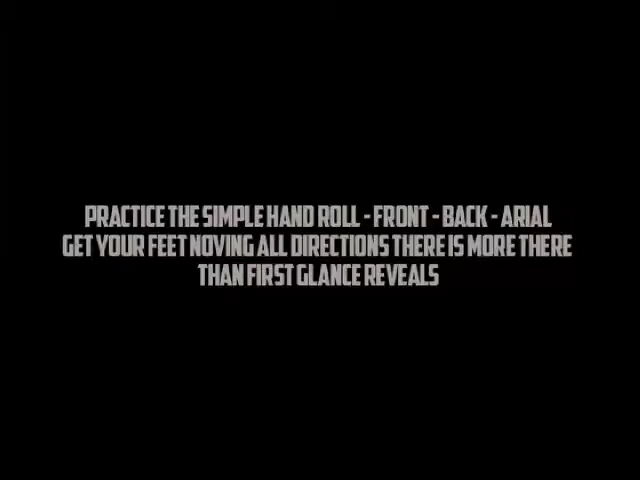 PRACTICE THE SIMPLE HAND ROLL - FRONT - BACK - ARIAL
GET YOUR FEET NOVING ALL DIRECTIONS THERE IS MORE THERE
THAN FIRST GLANCE REVEALS